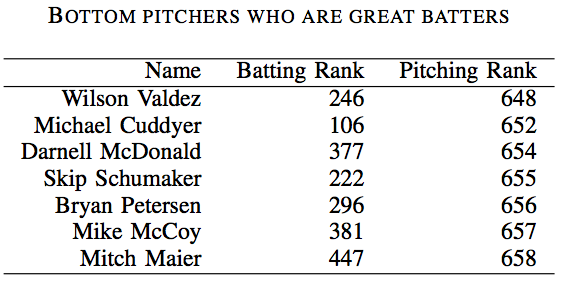 BOTTOM PITCHERS WHO ARE GREAT BATTERS
Name Batting Rank Pitching Rank
Wilson Valdez 246 648
Michael Cuddyer 106 652
Darnell McDonald 377 654
Skip Schumaker 222 655
Bryan Petersen 296 656
Mike McCoy 381 657
Mitch Maier 447 658